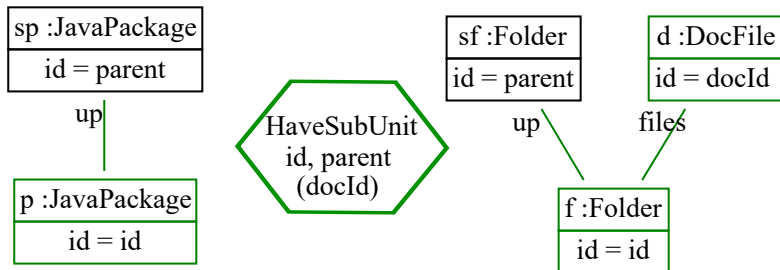 sp :JavaPackage
id = parent
up
p :JavaPackage
id = id
HaveSubUnit
id, parent
(docId)
sf :Folder
id = parent
d :DocFile
id = docId
up
files
f :Folder
id = id